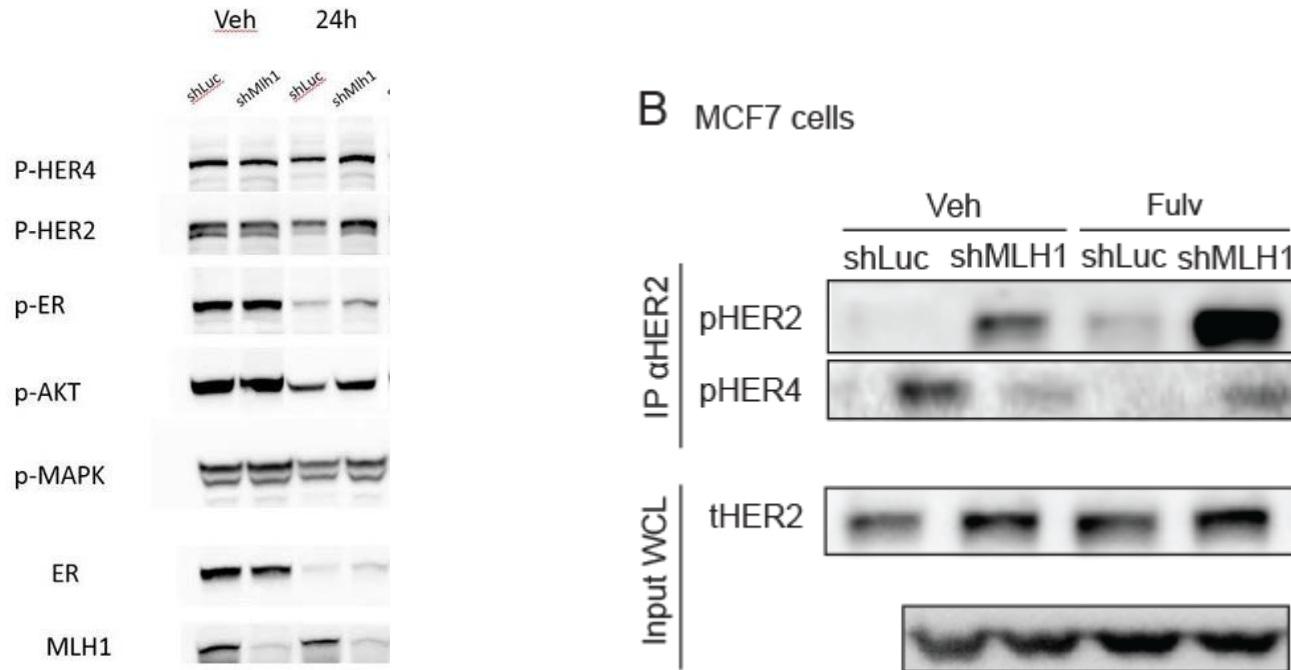 Veh 24h
shLuc shMlh1 shLuc shMlh1
P-HER4
P-HER2
p-ER
p-AKT
p-MAPK
ER
MLH1
B MCF7 cells
Veh Fulv
shLuc shMLH1 shLuc shMLH1
IP αHER2
pHER2
pHER4
Input WCL
tHER2